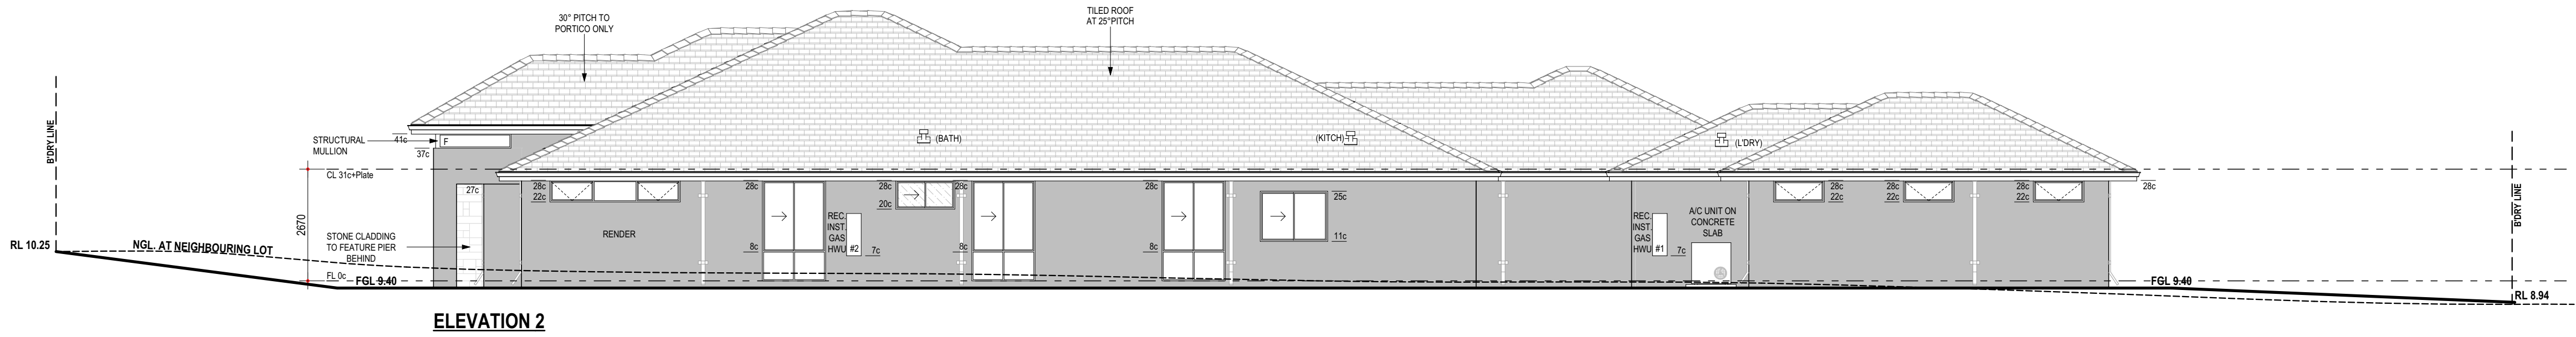 30° PITCH TO
PORTICO ONLY
TILED ROOF
AT 25°PITCH
B'DRY LINE
STRUCTURAL
MULLION
41c
F
37c
(BATH)
(KITCH)
(L'DRY)
CL 31c+Plate
2670
27c
28c
22c
28c
28c
20c
28c
28c
25c
11c
28c
22c
28c
22c
28c
22c
28c
B'DRY LINE
RENDER
REC.
INST.
GAS
HWU
#2
7c
8c
8c
8c
REC.
INST.
GAS
HWU
#1
7c
A/C UNIT ON
CONCRETE
SLAB
STONE CLADDING
TO FEATURE PIER
BEHIND
RL 10.25
NGL. AT NEIGHBOURING LOT
FL 0c
FGL 9.40
FGL 9.40
RL 8.94
ELEVATION 2